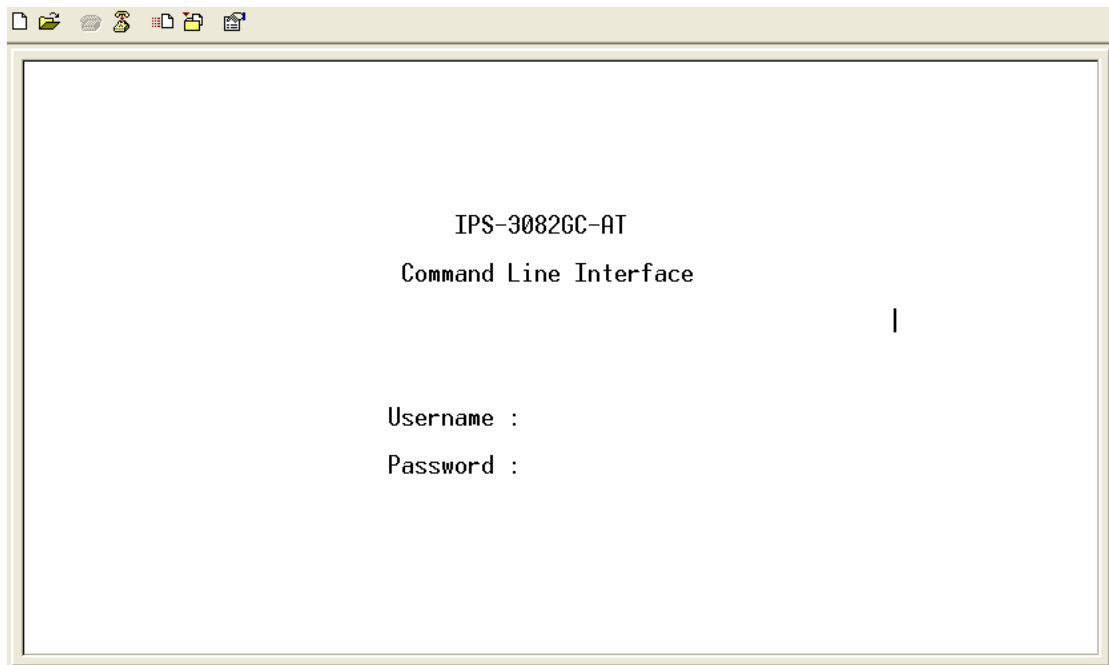 IPS-3082GC-AT
Command Line Interface
Username :
Password :